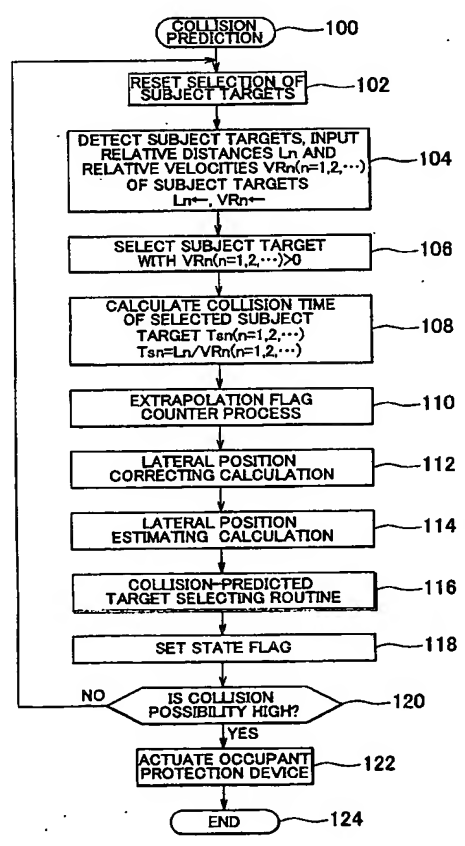 COLLISION
PREDICTION
100
RESET SELECTION OF
SUBJECT TARGETS
102
DETECT SUBJECT TARGETS, INPUT
RELATIVE DISTANCES Ln AND
RELATIVE VELOCITIES VRn(n=1,2,···)
OF SUBJECT TARGETS
Ln←, VRn←
104
SELECT SUBJECT TARGET
WITH VRn(n=1,2,···)>0
106
CALCULATE COLLISION TIME
OF SELECTED SUBJECT
TARGET Tsn(n=1,2,···)
Tsn=Ln/VRn(n=1,2,···)
108
EXTRAPOLATION FLAG
COUNTER PROCESS
110
LATERAL POSITION
CORRECTING CALCULATION
112
LATERAL POSITION
ESTIMATING CALCULATION
114
COLLISION-PREDICTED
TARGET SELECTING ROUTINE
116
SET STATE FLAG
118
NO
IS COLLISION
POSSIBILITY HIGH?
120
YES
ACTUATE OCCUPANT
PROTECTION DEVICE
122
END
124